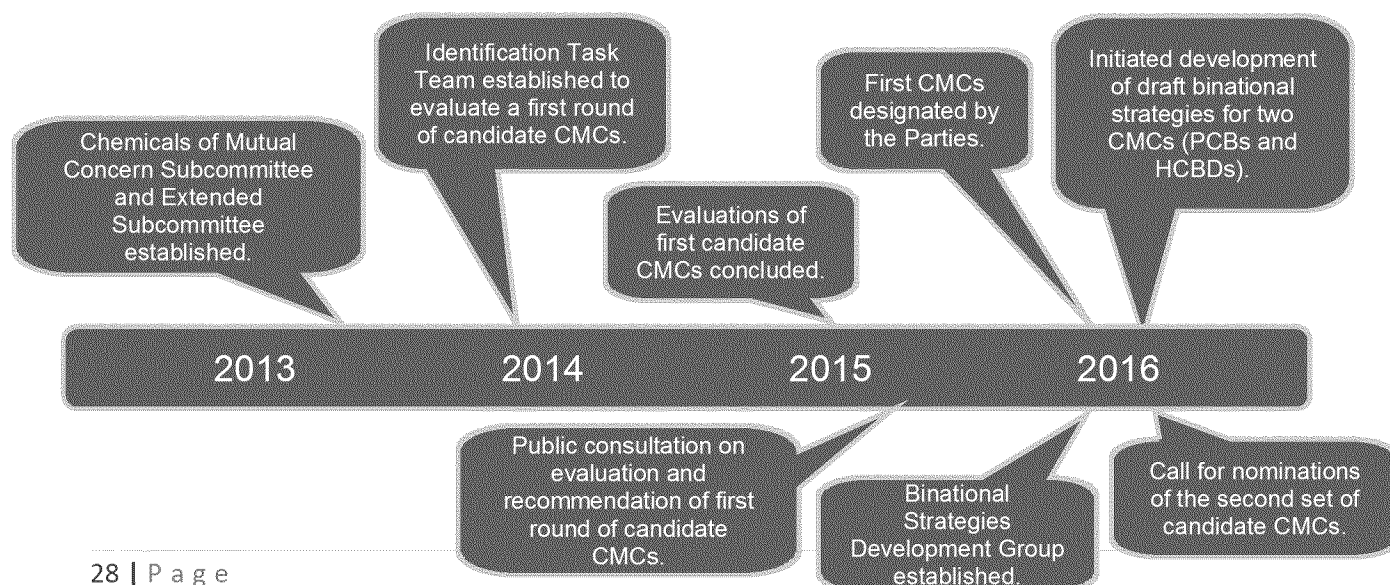 Chemicals of Mutual
Concern Subcommittee
and Extended
Subcommittee
established.
Identification Task
Team established to
evaluate a first round
of candidate CMCs.
Evaluations of
first candidate
CMCs concluded.
First CMCs
designated by
the Parties.
Initiated development
of draft binational
strategies for two
CMCs (PCBs and
HCBDs).
2013
2014
2015
2016
Public consultation on
evaluation and
recommendation of first
round of candidate
CMCs.
Binational
Strategies
Development Group
established.
Call for nominations
of the second set of
candidate CMCs.
28 | Page